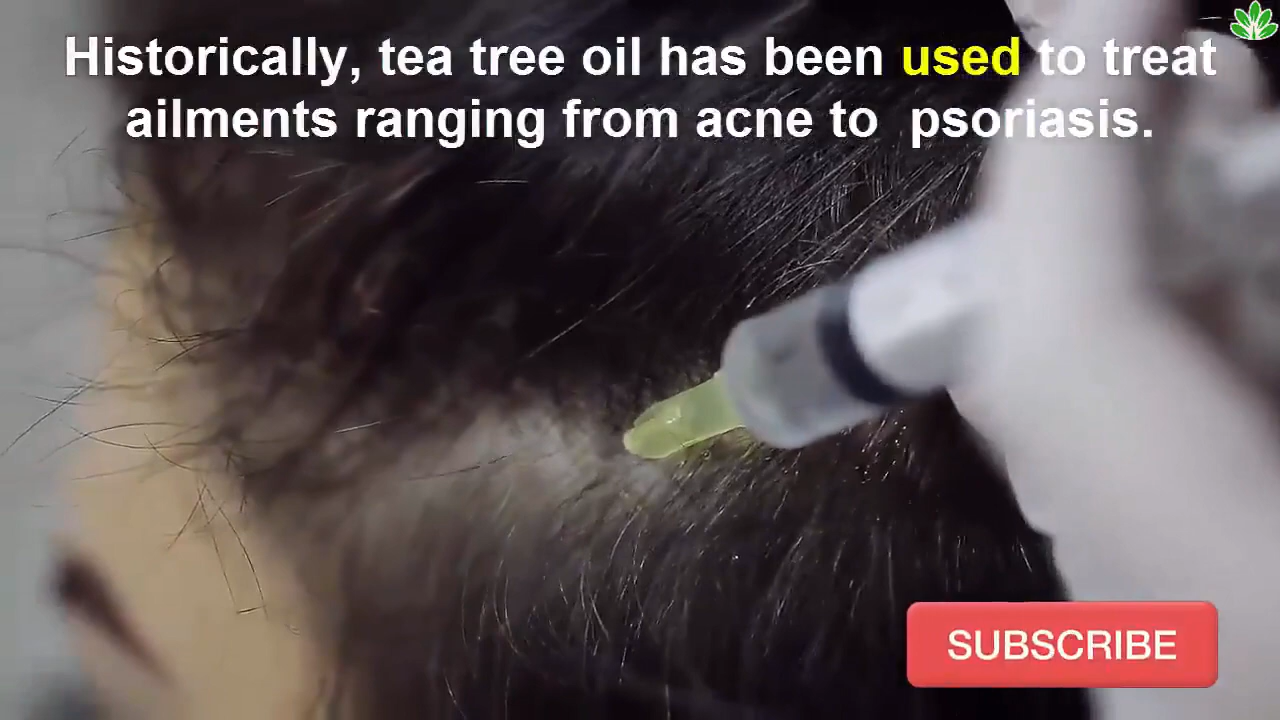 Historically, tea tree oil has been used to treat
ailments ranging from acne to  psoriasis.
SUBSCRIBE